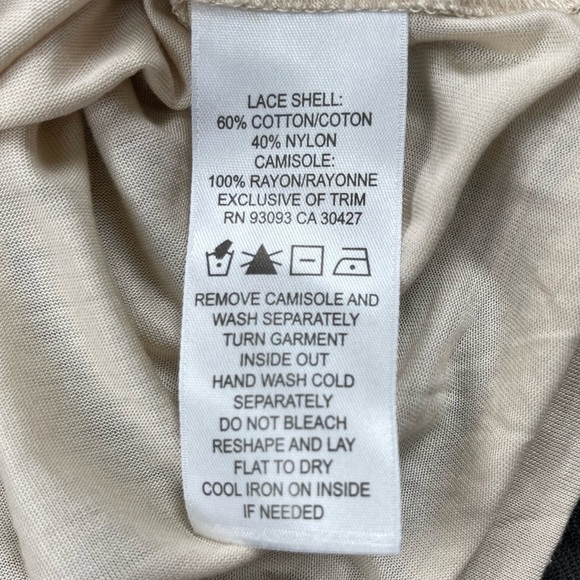 LACE SHELL:
60% COTTON/COTON
40% NYLON
CAMISOLE:
100% RAYON/RAYONNE
EXCLUSIVE OF TRIM
RN 93093 CA 30427
REMOVE CAMISOLE AND
WASH SEPARATELY
TURN GARMENT
INSIDE OUT
HAND WASH COLD
SEPARATELY
DO NOT BLEACH
RESHAPE AND LAY
FLAT TO DRY
COOL IRON ON INSIDE
IF NEEDED